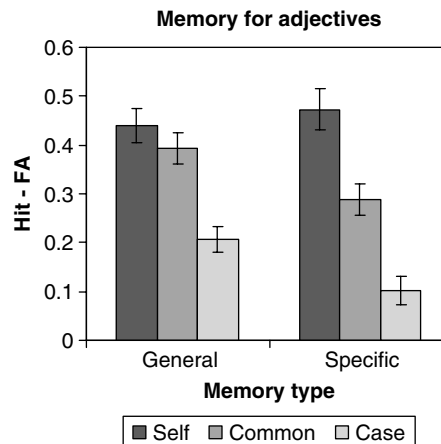 Memory for adjectives
0.6
0.5
0.4
0.3
0.2
0.1
0
Hit - FA
General Specific
Memory type
Self Common Case